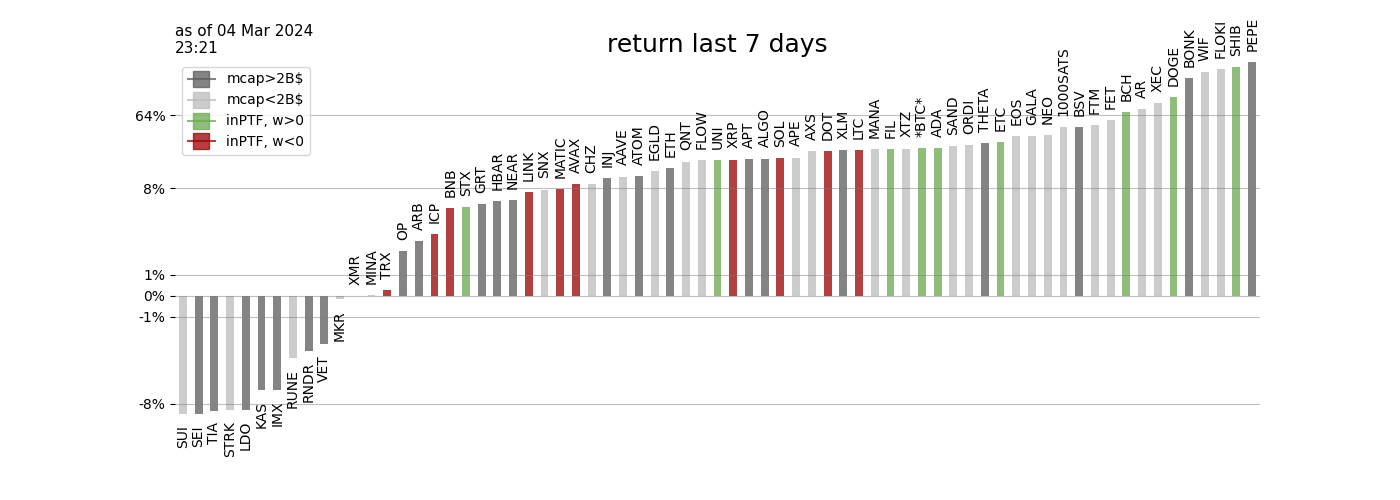 as of 04 Mar 2024
23:21
return last 7 days
mcap>2B$
mcap<2B$
inPTF, w>0
inPTF, w<0
64%
8%
1%
0%
-1%
-8%
SUI
SEI
TIA
STRK
LDO
KAS
IMX
RUNE
RNDR
VET
MKR
XMR
MINA
TRX
OP
ARB
ICP
BNB
STX
GRT
HBAR
NEAR
LINK
SNX
MATIC
AVAX
CHZ
INJ
AAVE
ATOM
EGLD
ETH
QNT
FLOW
UNI
XRP
APT
ALGO
SOL
APE
AXS
DOT
XLM
LTC
MANA
FIL
XTZ
*BTC*
ADA
SAND
ORDI
THETA
ETC
EOS
GALA
NEO
1000SATS
BSV
FTM
FET
BCH
AR
XEC
DOGE
BONK
WIF
FLOKI
SHIB
PEPE